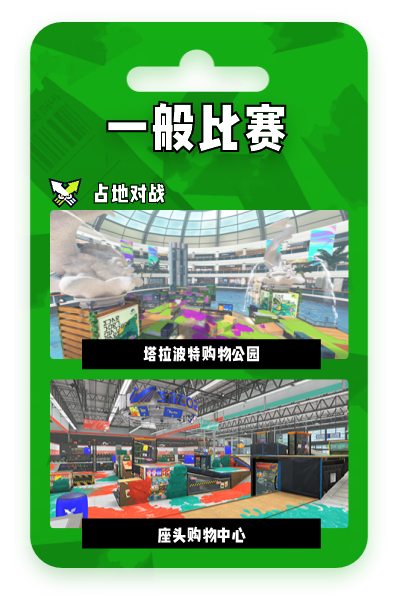 一般比赛
占地对战
塔拉波特购物公园
座头购物中心